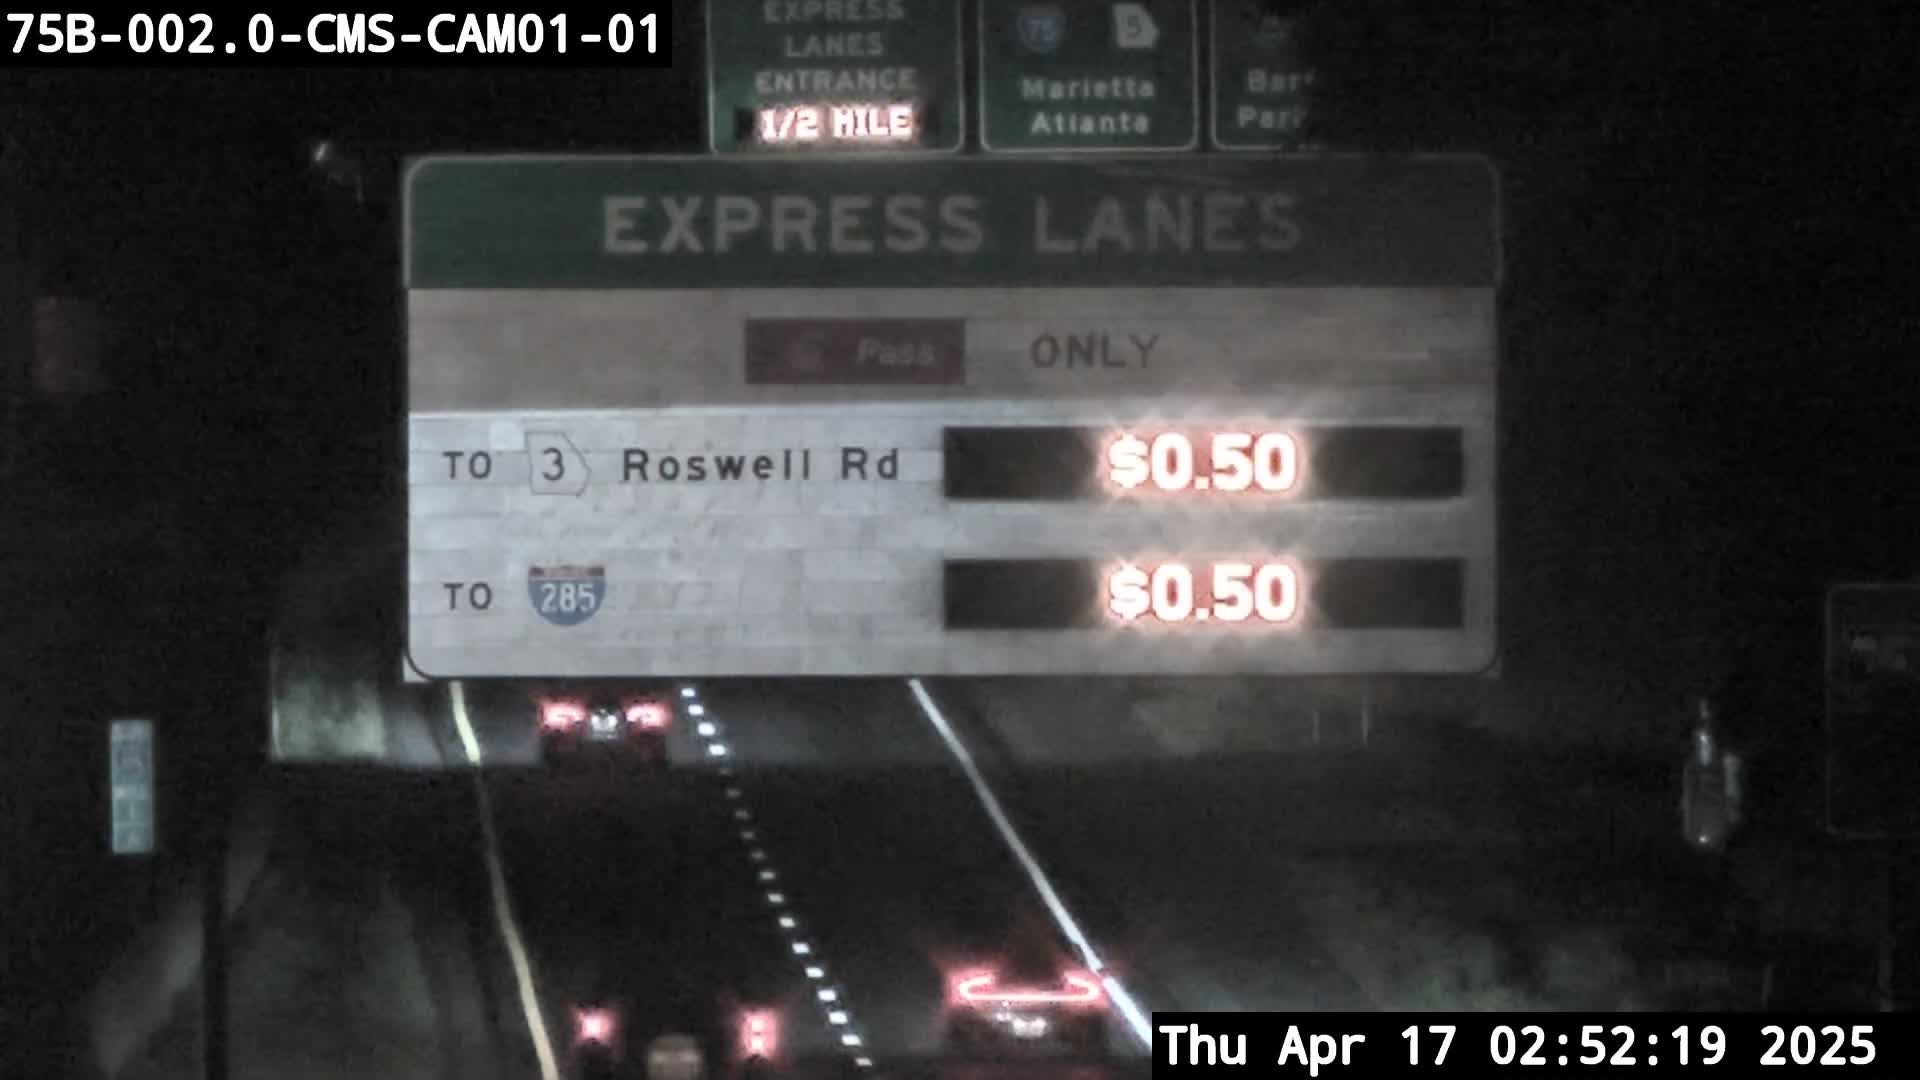 75B-002.0-CMS-CAM01-01
EXPRESS
LANES
ENTRANCE
1/2 MILE
75 5
Marietta
Atlanta
EXPRESS LANES
Pass ONLY
TO 3 Roswell Rd $0.50
TO 285 $0.50
Thu Apr 17 02:52:19 2025